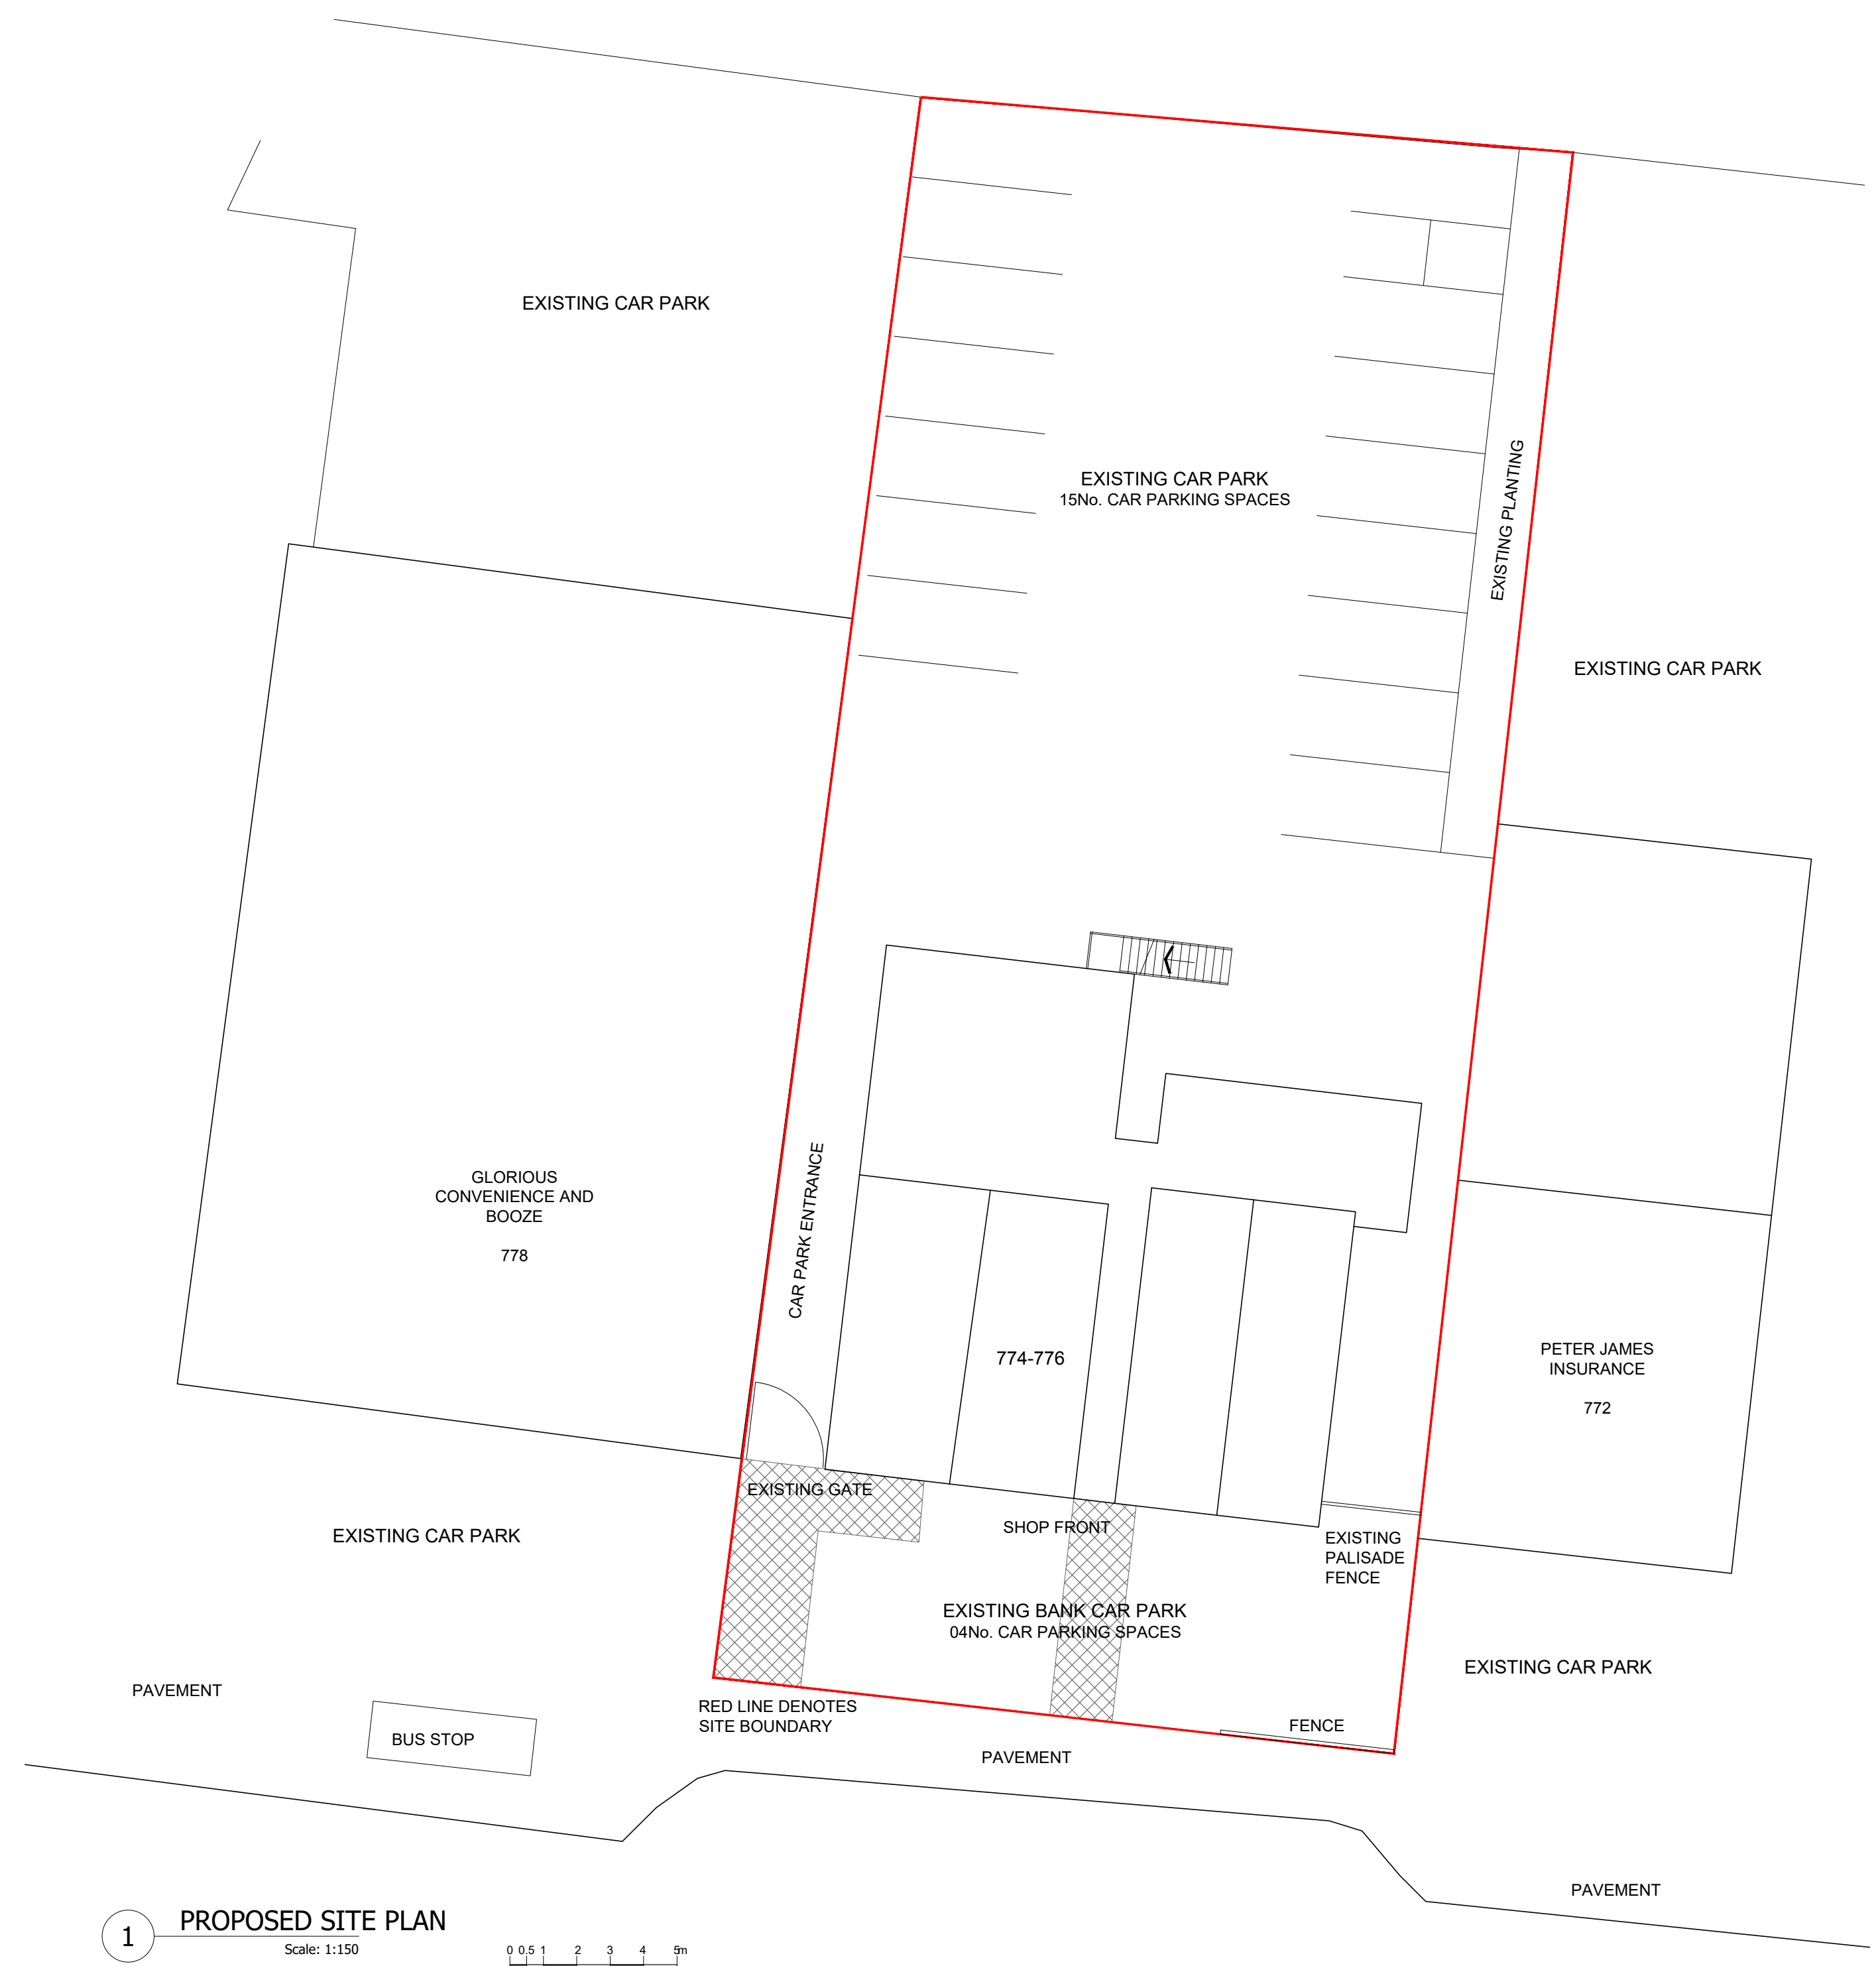 EXISTING CAR PARK
EXISTING CAR PARK
15No. CAR PARKING SPACES
EXISTING PLANTING
EXISTING CAR PARK
CAR PARK ENTRANCE
GLORIOUS
CONVENIENCE AND
BOOZE
778
774-776
PETER JAMES
INSURANCE
772
EXISTING GATE
SHOP FRONT
EXISTING CAR PARK
EXISTING
PALISADE
FENCE
EXISTING BANK CAR PARK
04No. CAR PARKING SPACES
EXISTING CAR PARK
PAVEMENT
RED LINE DENOTES
SITE BOUNDARY
BUS STOP
FENCE
PAVEMENT
PAVEMENT
1
PROPOSED SITE PLAN
Scale: 1:150
0 0.5 1 2 3 4 5m